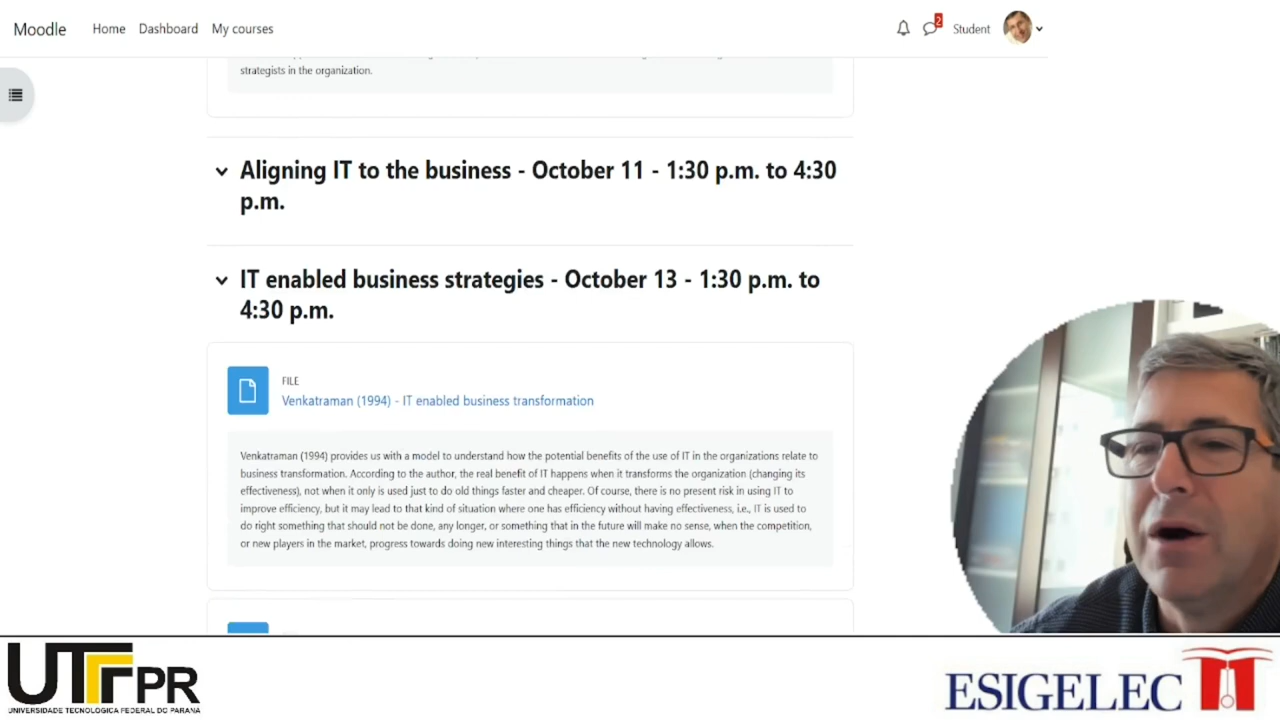 Moodle
Home
Dashboard
My courses
2
Student
strategists in the organization.
Aligning IT to the business - October 11 - 1:30 p.m. to 4:30
p.m.
IT enabled business strategies - October 13 - 1:30 p.m. to
4:30 p.m.
FILE
Venkatraman (1994) - IT enabled business transformation
Venkatraman (1994) provides us with a model to understand how the potential benefits of the use of IT in the organizations relate to
business transformation. According to the author, the real benefit of IT happens when it transforms the organization (changing its
effectiveness), not when it only is used just to do old things faster and cheaper. Of course, there is no present risk in using IT to
improve efficiency, but it may lead to that kind of situation where one has efficiency without having effectiveness, i.e., IT is used to
do right something that should not be done, any longer, or something that in the future will make no sense, when the competition,
or new players in the market, progress towards doing new interesting things that the new technology allows.
UTFPR
UNIVERSIDADE TECNOLÓGICA FEDERAL DO PARANÁ
ESIGELEC